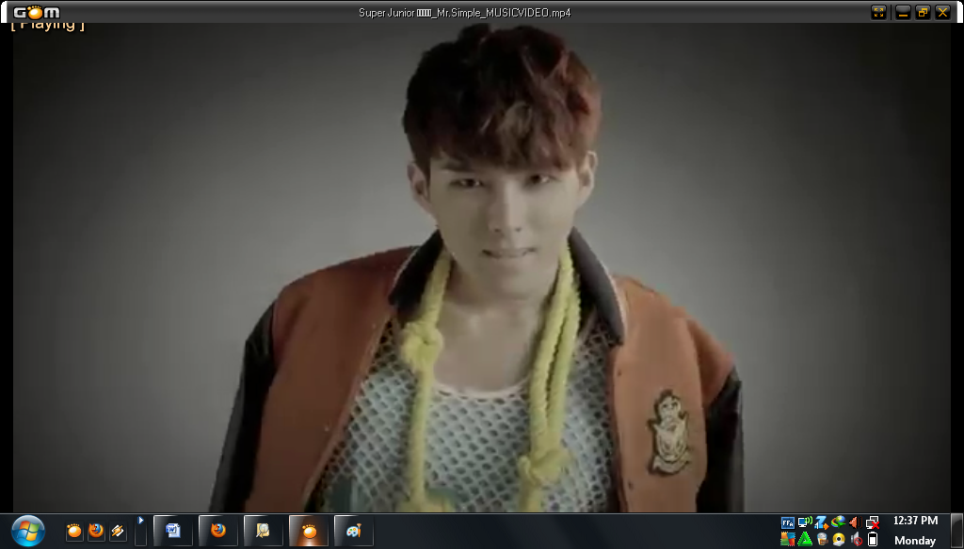 GOM
Super Junior □□□□_Mr.Simple_MUSICVIDEO.mp4
[ Playing ]
12:37 PM
Monday